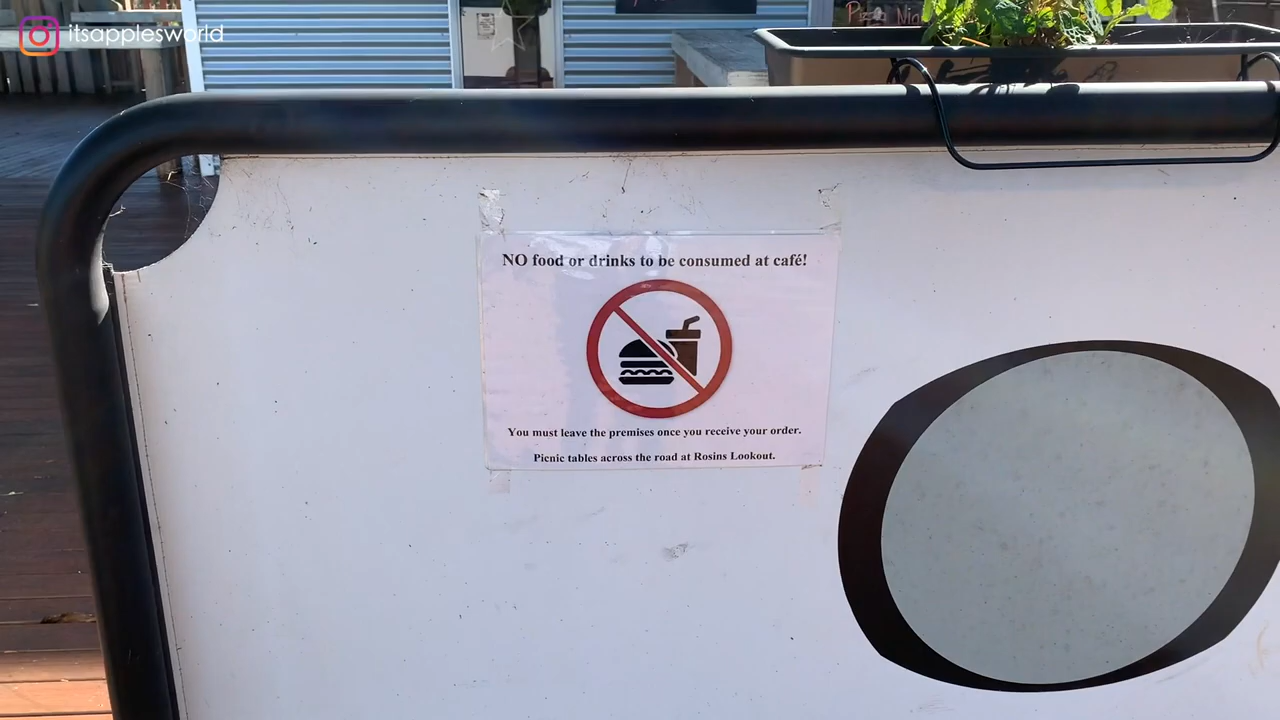 itsapplesworld
Pizza
NO food or drinks to be consumed at café!
You must leave the premises once you receive your order.
Picnic tables across the road at Rosins Lookout.